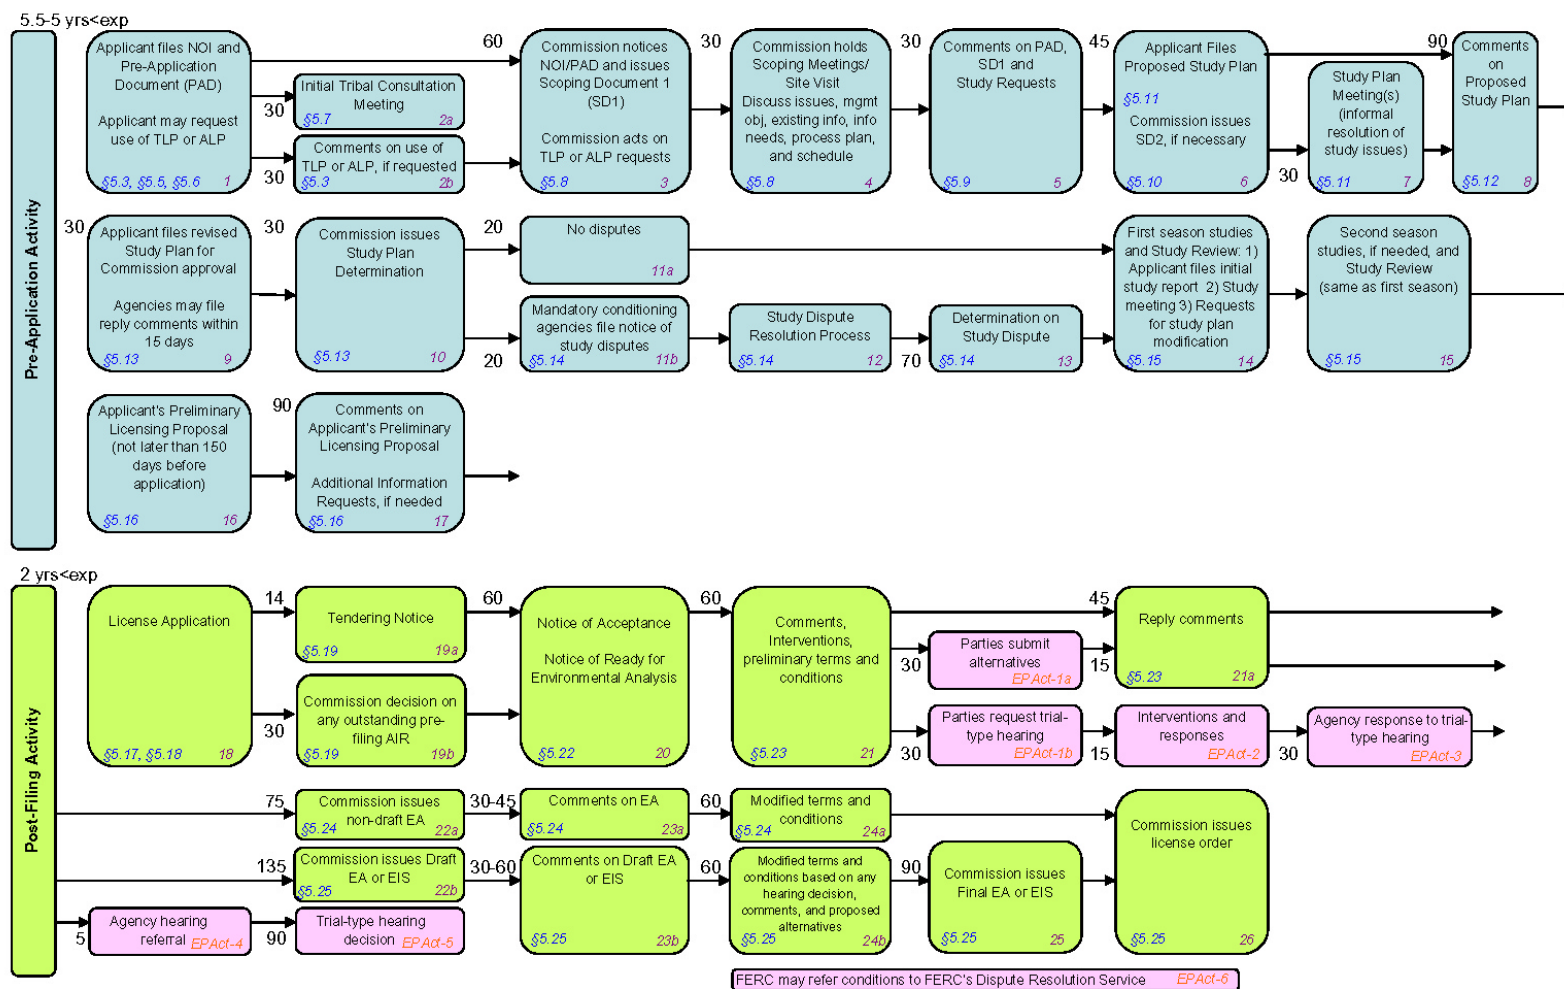 5.5-5 yrs<exp
Pre-Application Activity
Applicant files NOI and
Pre-Application
Document (PAD)
Applicant may request
use of TLP or ALP
§5.3, §5.5, §5.6 1
60
30
Initial Tribal Consultation
Meeting
§5.7 2a
30
Comments on use of
TLP or ALP, if requested
§5.3 2b
Commission notices
NOI/PAD and issues
Scoping Document 1
(SD1)
Commission acts on
TLP or ALP requests
§5.8 3
30
Commission holds
Scoping Meetings/
Site Visit
Discuss issues, mgmt
obj, existing info, info
needs, process plan,
and schedule
§5.8 4
30
Comments on PAD,
SD1 and
Study Requests
§5.9 5
45
Applicant Files
Proposed Study Plan
§5.11
Commission issues
SD2, if necessary
§5.10 6
30
Study Plan
Meeting(s)
(informal
resolution of
study issues)
§5.11 7
90
Comments
on
Proposed
Study Plan
§5.12 8
30
Applicant files revised
Study Plan for
Commission approval
Agencies may file
reply comments within
15 days
§5.13 9
30
Commission issues
Study Plan
Determination
§5.13 10
20
No disputes
11a
20
Mandatory conditioning
agencies file notice of
study disputes
§5.14 11b
Study Dispute
Resolution Process
§5.14 12
70
Determination on
Study Dispute
§5.14 13
First season studies
and Study Review: 1)
Applicant files initial
study report 2) Study
meeting 3) Requests
for study plan
modification
§5.15 14
Second season
studies, if needed, and
Study Review
(same as first season)
§5.15 15
Applicant's Preliminary
Licensing Proposal
(not later than 150
days before
application)
§5.16 16
90
Comments on
Applicant's Preliminary
Licensing Proposal
Additional Information
Requests, if needed
§5.16 17
2 yrs<exp
Post-Filing Activity
License Application
§5.17, §5.18 18
14
Tendering Notice
§5.19 19a
30
Commission decision on
any outstanding pre-
filing AIR
§5.19 19b
60
Notice of Acceptance
Notice of Ready for
Environmental Analysis
§5.22 20
60
Comments,
Interventions,
preliminary terms and
conditions
§5.23 21
45
30
Parties submit
alternatives
EPAct-1a
15
Reply comments
§5.23 21a
30
Parties request trial-
type hearing
EPAct-1b
15
Interventions and
responses
EPAct-2
30
Agency response to trial-
type hearing
EPAct-3
75
Commission issues
non-draft EA
§5.24 22a
30-45
Comments on EA
§5.24 23a
60
Modified terms and
conditions
§5.24 24a
135
Commission issues Draft
EA or EIS
§5.25 22b
30-60
Comments on Draft EA
or EIS
§5.25 23b
60
Modified terms and
conditions based on any
hearing decision,
comments, and proposed
alternatives
§5.25 24b
90
Commission issues
Final EA or EIS
§5.25 25
Commission issues
license order
§5.25 26
5
Agency hearing
referral
EPAct-4
90
Trial-type hearing
decision
EPAct-5
FERC may refer conditions to FERC's Dispute Resolution Service EPAct-6